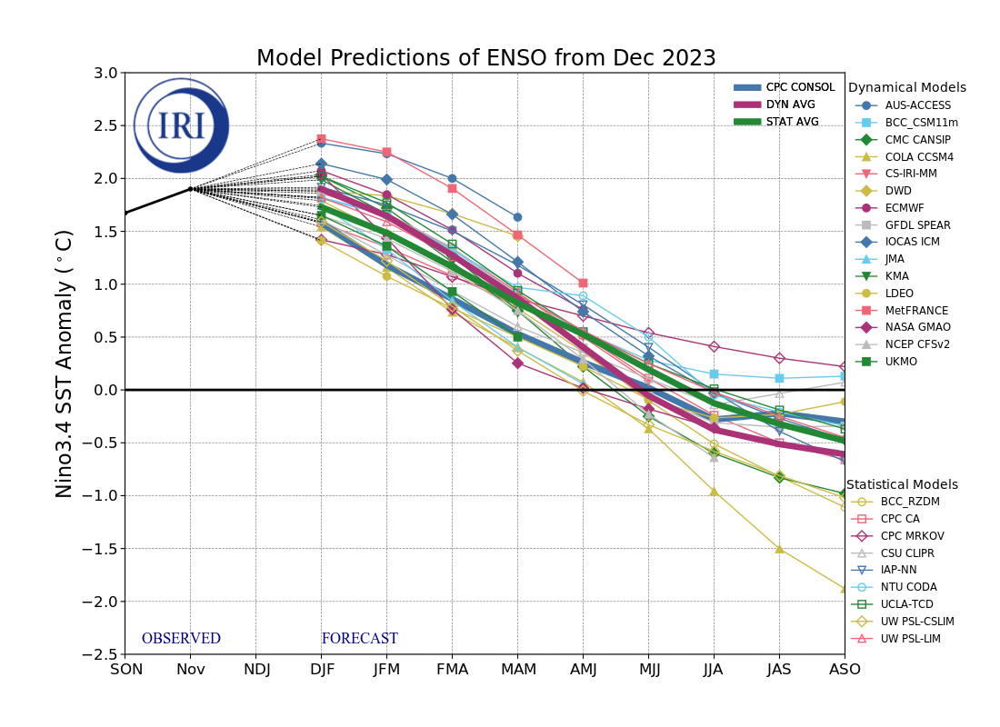 Model Predictions of ENSO from Dec 2023
Nino3.4 SST Anomaly ( ° C)
3.0
2.5
2.0
1.5
1.0
0.5
0.0
−0.5
−1.0
−1.5
−2.0
−2.5
IRI
CPC CONSOL
DYN AVG
STAT AVG
OBSERVED
FORECAST
SON Nov NDJ DJF JFM FMA MAM AMJ MJJ JJA JAS ASO
Dynamical Models
AUS-ACCESS
BCC_CSM11m
CMC CANSIP
COLA CCSM4
CS-IRI-MM
DWD
ECMWF
GFDL SPEAR
IOCAS ICM
JMA
KMA
LDEO
MetFRANCE
NASA GMAO
NCEP CFSv2
UKMO
Statistical Models
BCC_RZDM
CPC CA
CPC MRKOV
CSU CLIPR
IAP-NN
NTU CODA
UCLA-TCD
UW PSL-CSLIM
UW PSL-LIM